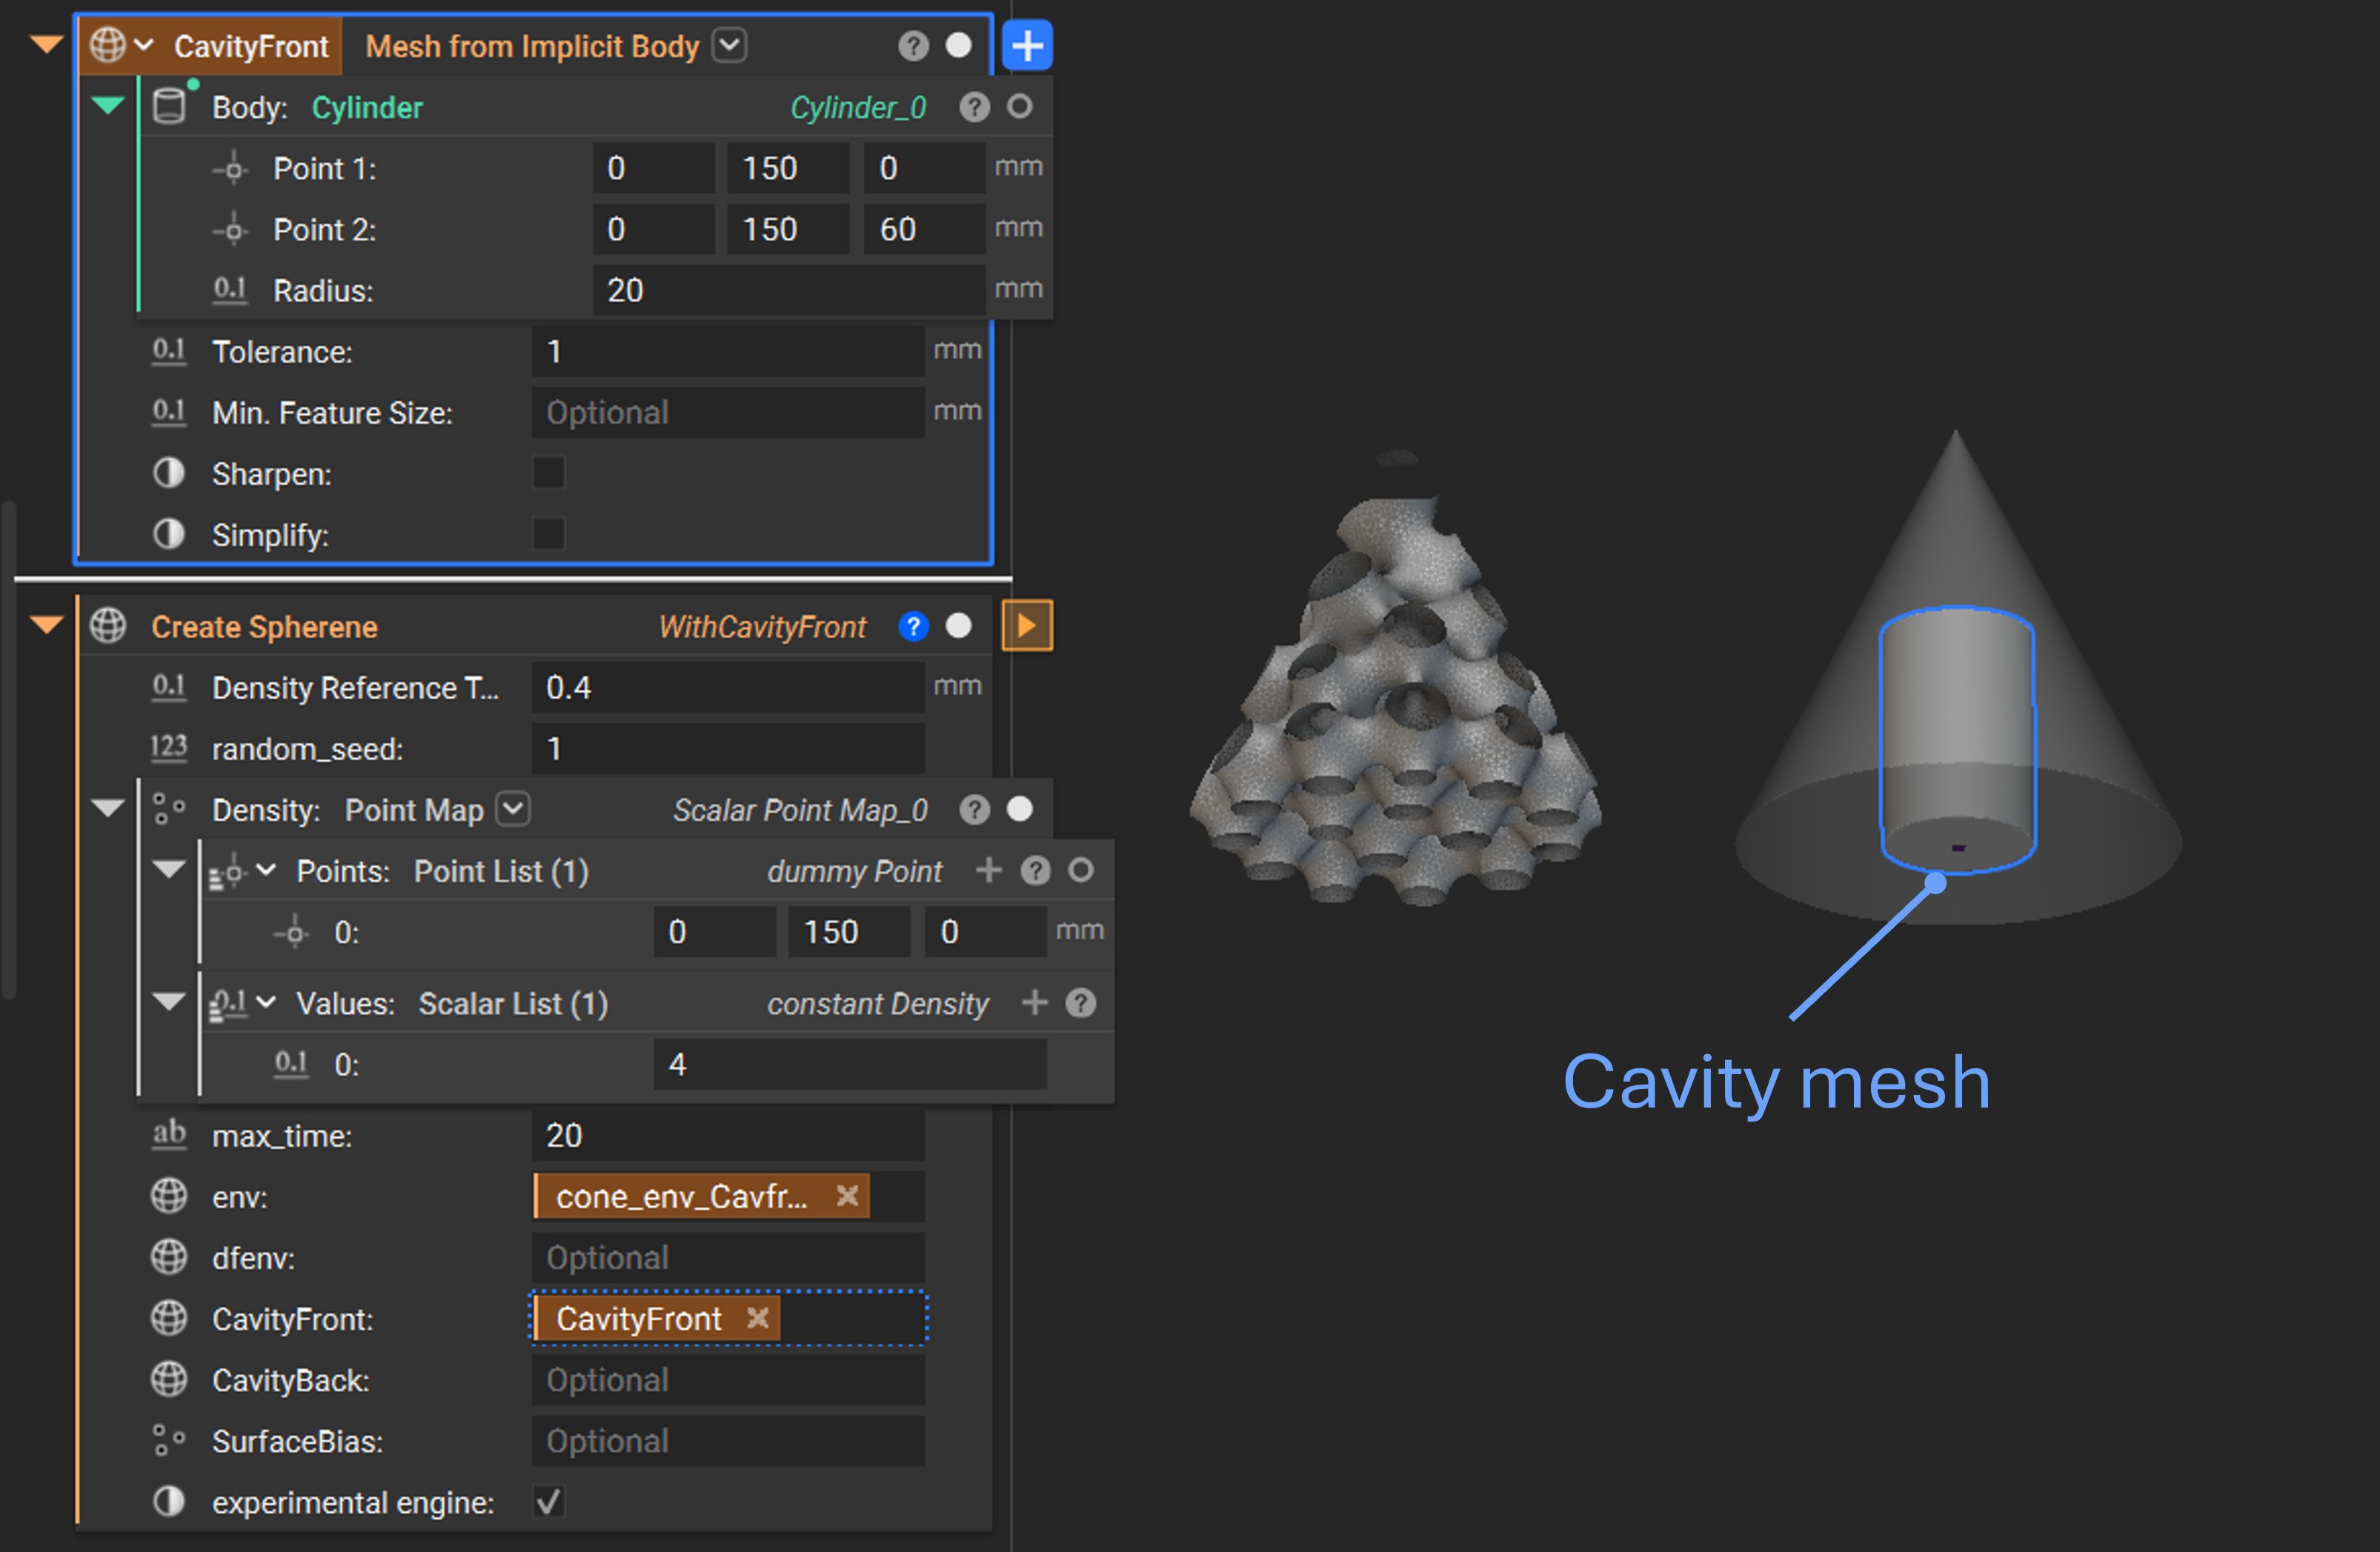 CavityFront Mesh from Implicit Body ?
Body: Cylinder Cylinder_0 ?
Point 1: 0 150 0 mm
Point 2: 0 150 60 mm
0.1 Radius: 20 mm
0.1 Tolerance: 1 mm
0.1 Min. Feature Size: Optional mm
Sharpen:
Simplify:
Create Spherene WithCavityFront ?
0.1 Density Reference T... 0.4 mm
123 random_seed: 1
Density: Point Map Scalar Point Map_0 ?
Points: Point List (1) dummy Point + ?
0: 0 150 0 mm
0.1 Values: Scalar List (1) constant Density + ?
0.1 0: 4
ab max_time: 20
env: cone_env_Cavfr...
dfenv: Optional
CavityFront: CavityFront
CavityBack: Optional
SurfaceBias: Optional
experimental engine:
Cavity mesh